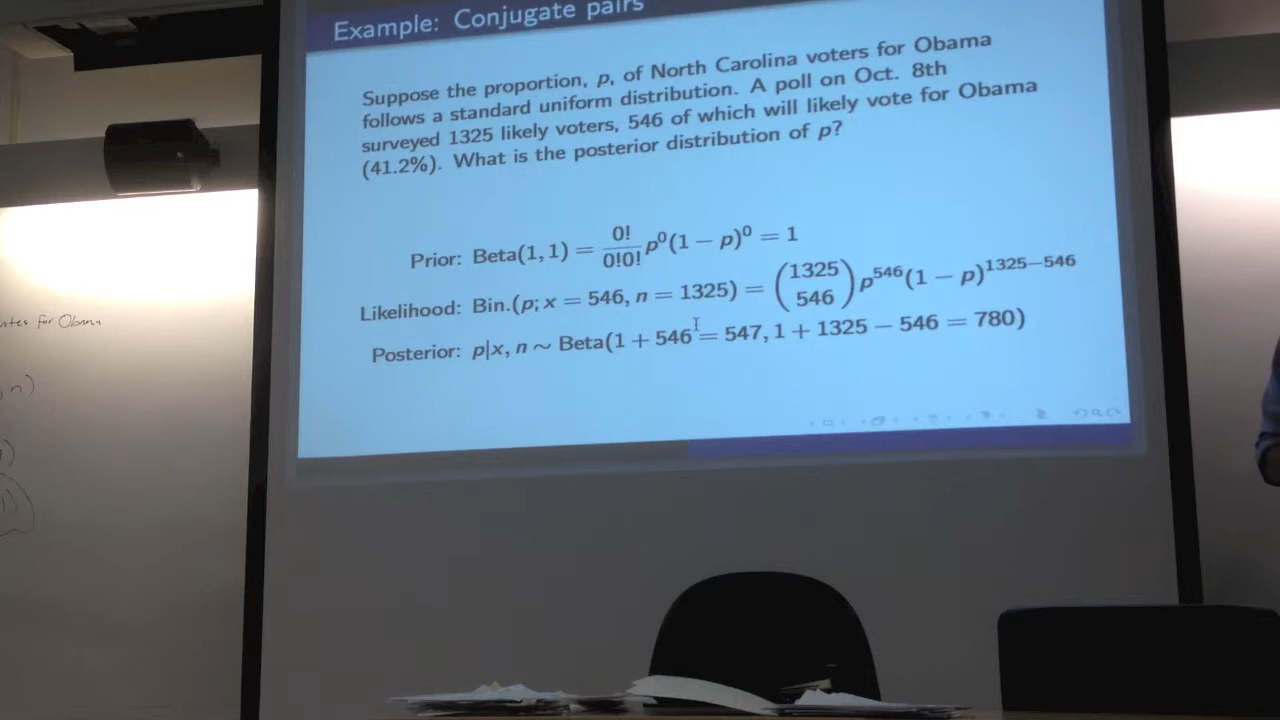 Example: Conjugate pairs
Suppose the proportion, p, of North Carolina voters for Obama
follows a standard uniform distribution. A poll on Oct. 8th
surveyed 1325 likely voters, 546 of which will likely vote for Obama
(41.2%). What is the posterior distribution of p?
Prior: Beta(1, 1) = 0!/0!0! p⁰(1 − p)⁰ = 1
Likelihood: Bin.(p; x = 546, n = 1325) = (1325 546) p⁵⁴⁶(1 − p)¹³²⁵⁻⁵⁴⁶
Posterior: p|x, n ∼ Beta(1 + 546 = 547, 1 + 1325 − 546 = 780)
for Obama
, n)